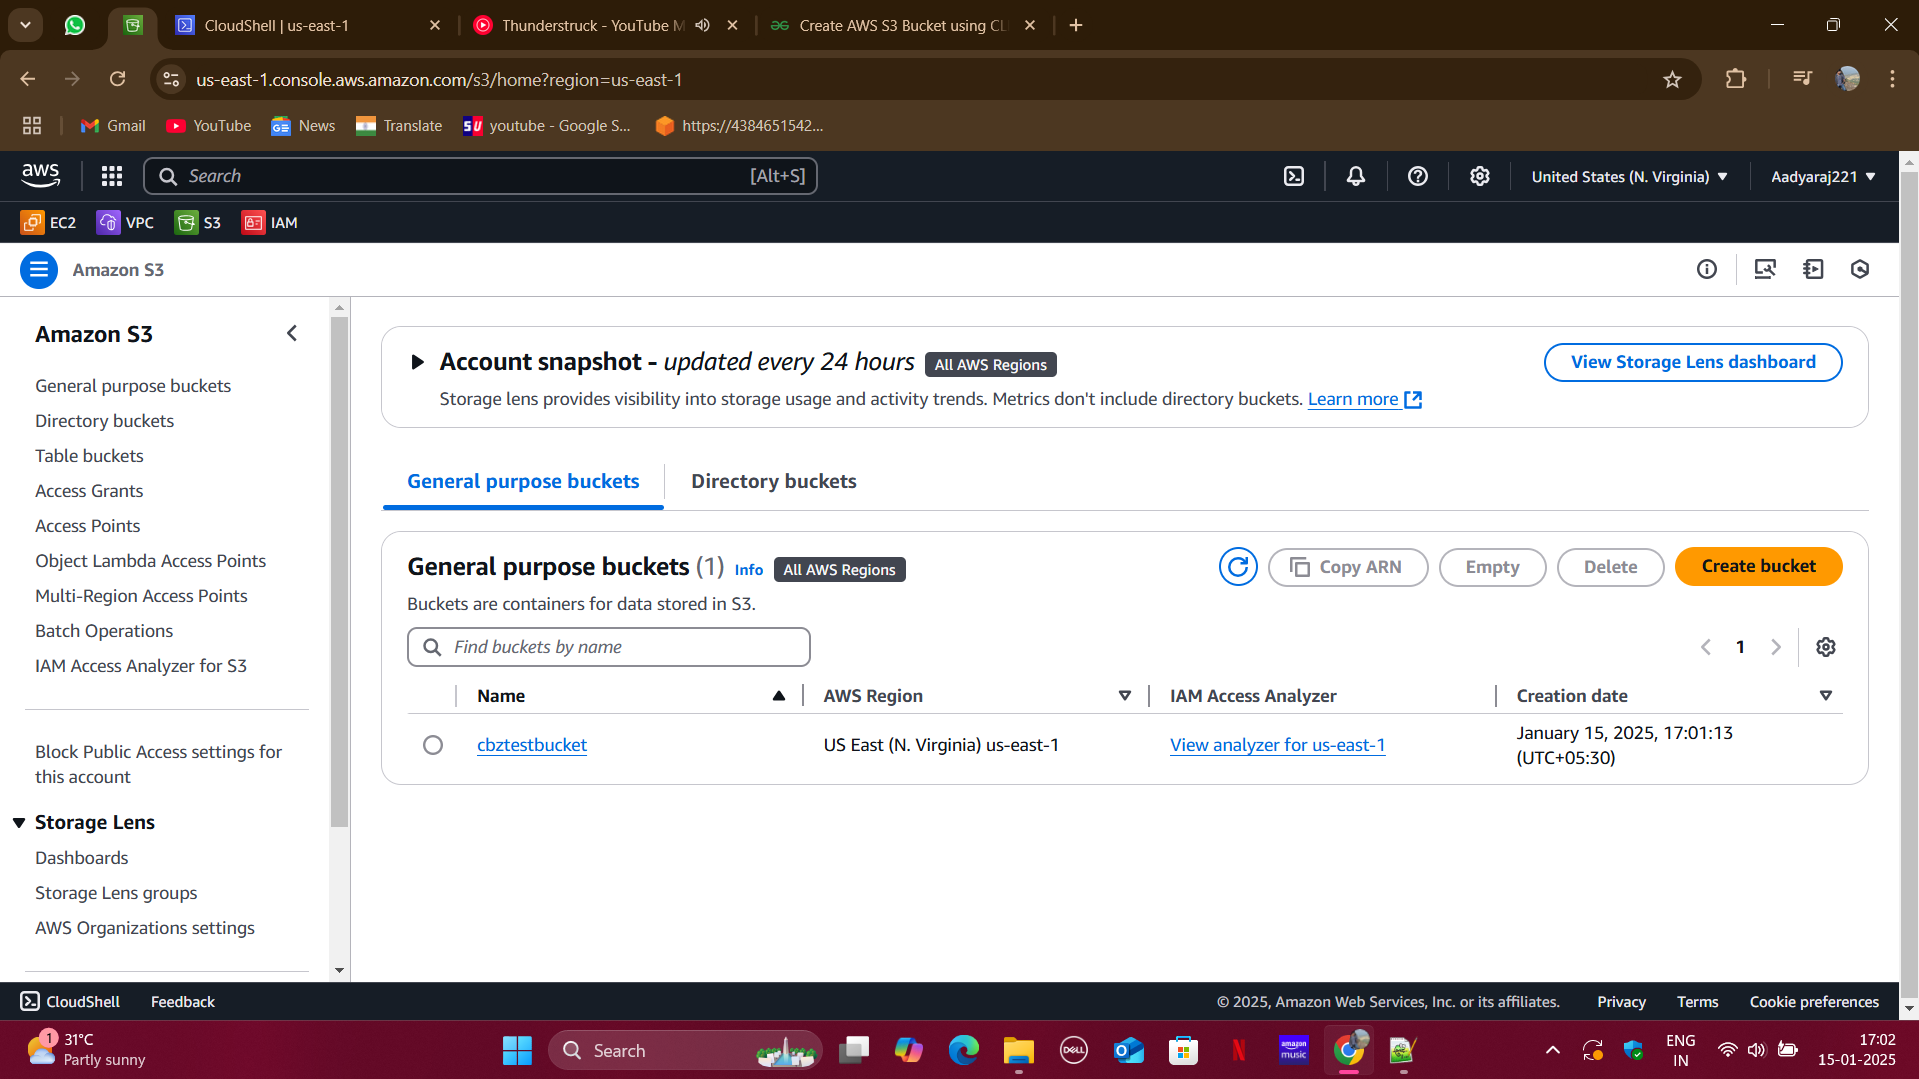 CloudShell | us-east-1
Thunderstruck - YouTube M
Create AWS S3 Bucket using CL
us-east-1.console.aws.amazon.com/s3/home?region=us-east-1
Gmail
YouTube
News
Translate
youtube - Google S...
https://4384651542...
aws
Search
[Alt+S]
United States (N. Virginia)
Aadyaraj221
EC2
VPC
S3
IAM
Amazon S3
Amazon S3
General purpose buckets
Directory buckets
Table buckets
Access Grants
Access Points
Object Lambda Access Points
Multi-Region Access Points
Batch Operations
IAM Access Analyzer for S3
Block Public Access settings for
this account
Storage Lens
Dashboards
Storage Lens groups
AWS Organizations settings
Account snapshot - updated every 24 hours
All AWS Regions
View Storage Lens dashboard
Storage lens provides visibility into storage usage and activity trends. Metrics don't include directory buckets. Learn more
General purpose buckets
Directory buckets
General purpose buckets (1)
Info
All AWS Regions
Copy ARN
Empty
Delete
Create bucket
Buckets are containers for data stored in S3.
Find buckets by name
1
Name
AWS Region
IAM Access Analyzer
Creation date
cbztestbucket
US East (N. Virginia) us-east-1
View analyzer for us-east-1
January 15, 2025, 17:01:13
(UTC+05:30)
CloudShell
Feedback
© 2025, Amazon Web Services, Inc. or its affiliates.
Privacy
Terms
Cookie preferences
1
31°C
Partly sunny
Search
DELL
amazon
music
ENG
IN
17:02
15-01-2025